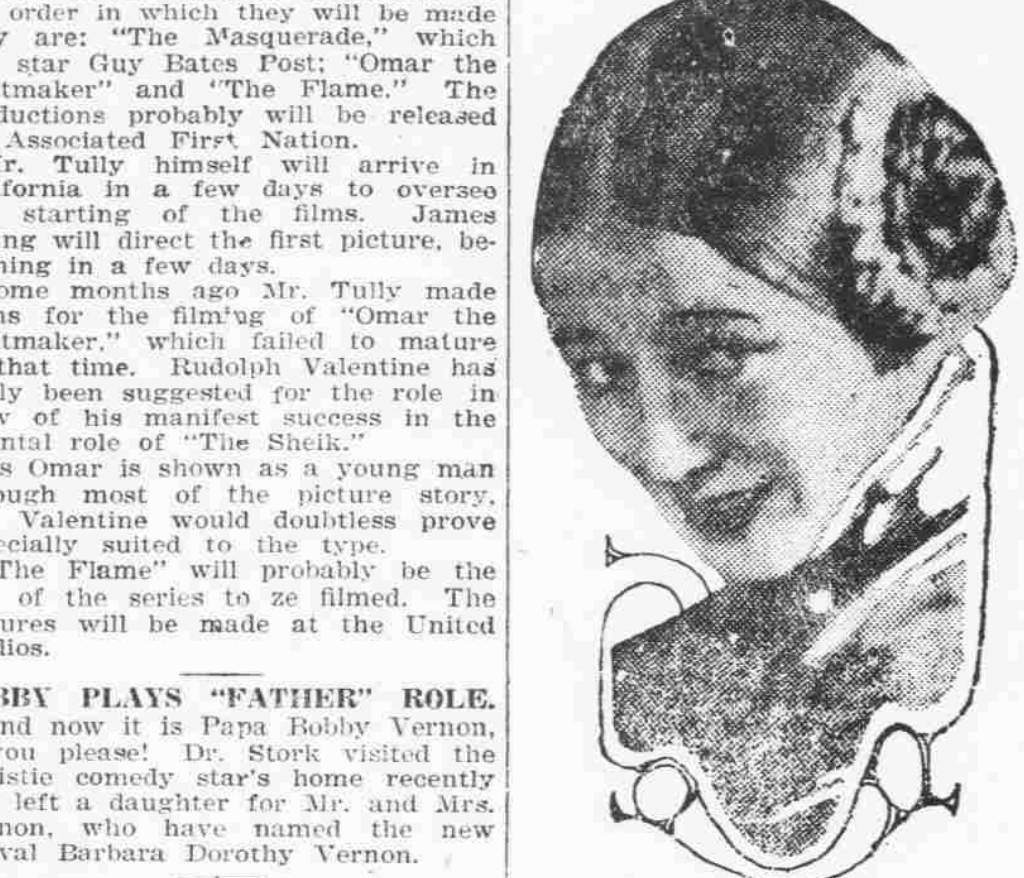 order in which they will be made
y are: "The Masquerade," which
star Guy Bates Post; "Omar the
tmaker" and "The Flame." The
ductions probably will be released
Associated First Nation.
r. Tully himself will arrive in
ifornia in a few days to oversee
starting of the films. James
ng will direct the first picture, be-
ning in a few days.
ome months ago Mr. Tully made
ns for the filming of "Omar the
tmaker," which failed to mature
that time. Rudolph Valentine has
ly been suggested for the role in
v of his manifest success in the
ental role of "The Sheik."
s Omar is shown as a young man
ough most of the picture story,
Valentine would doubtless prove
ecially suited to the type.
The Flame" will probably be the
of the series to ze filmed. The
ures will be made at the United
dios.
BBY PLAYS "FATHER" ROLE.
nd now it is Papa Bobby Vernon,
you please! Dr. Stork visited the
istic comedy star's home recently
left a daughter for Mr. and Mrs.
non, who have named the new
val Barbara Dorothy Vernon.